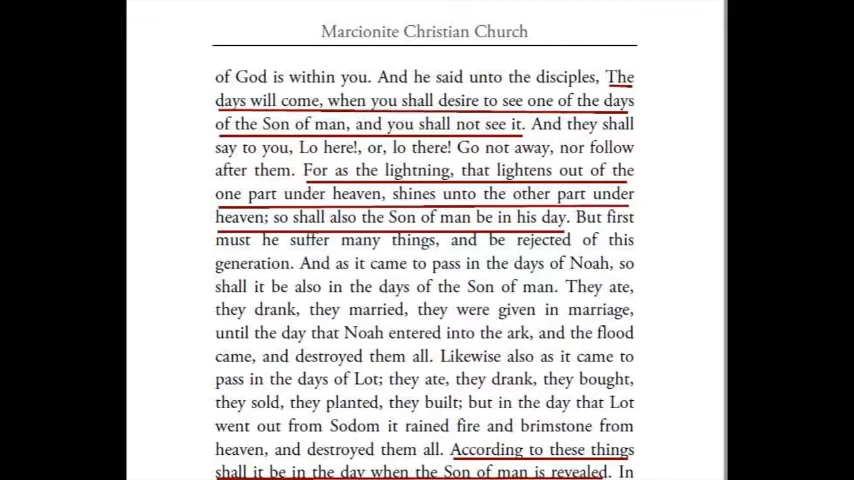 Marcionite Christian Church
of God is within you. And he said unto the disciples, The
days will come, when you shall desire to see one of the days
of the Son of man, and you shall not see it. And they shall
say to you, Lo here!, or, lo there! Go not away, nor follow
after them. For as the lightning, that lightens out of the
one part under heaven, shines unto the other part under
heaven; so shall also the Son of man be in his day. But first
must he suffer many things, and be rejected of this
generation. And as it came to pass in the days of Noah, so
shall it be also in the days of the Son of man. They ate,
they drank, they married, they were given in marriage,
until the day that Noah entered into the ark, and the flood
came, and destroyed them all. Likewise also as it came to
pass in the days of Lot; they ate, they drank, they bought,
they sold, they planted, they built; but in the day that Lot
went out from Sodom it rained fire and brimstone from
heaven, and destroyed them all. According to these things
shall it be in the day when the Son of man is revealed. In